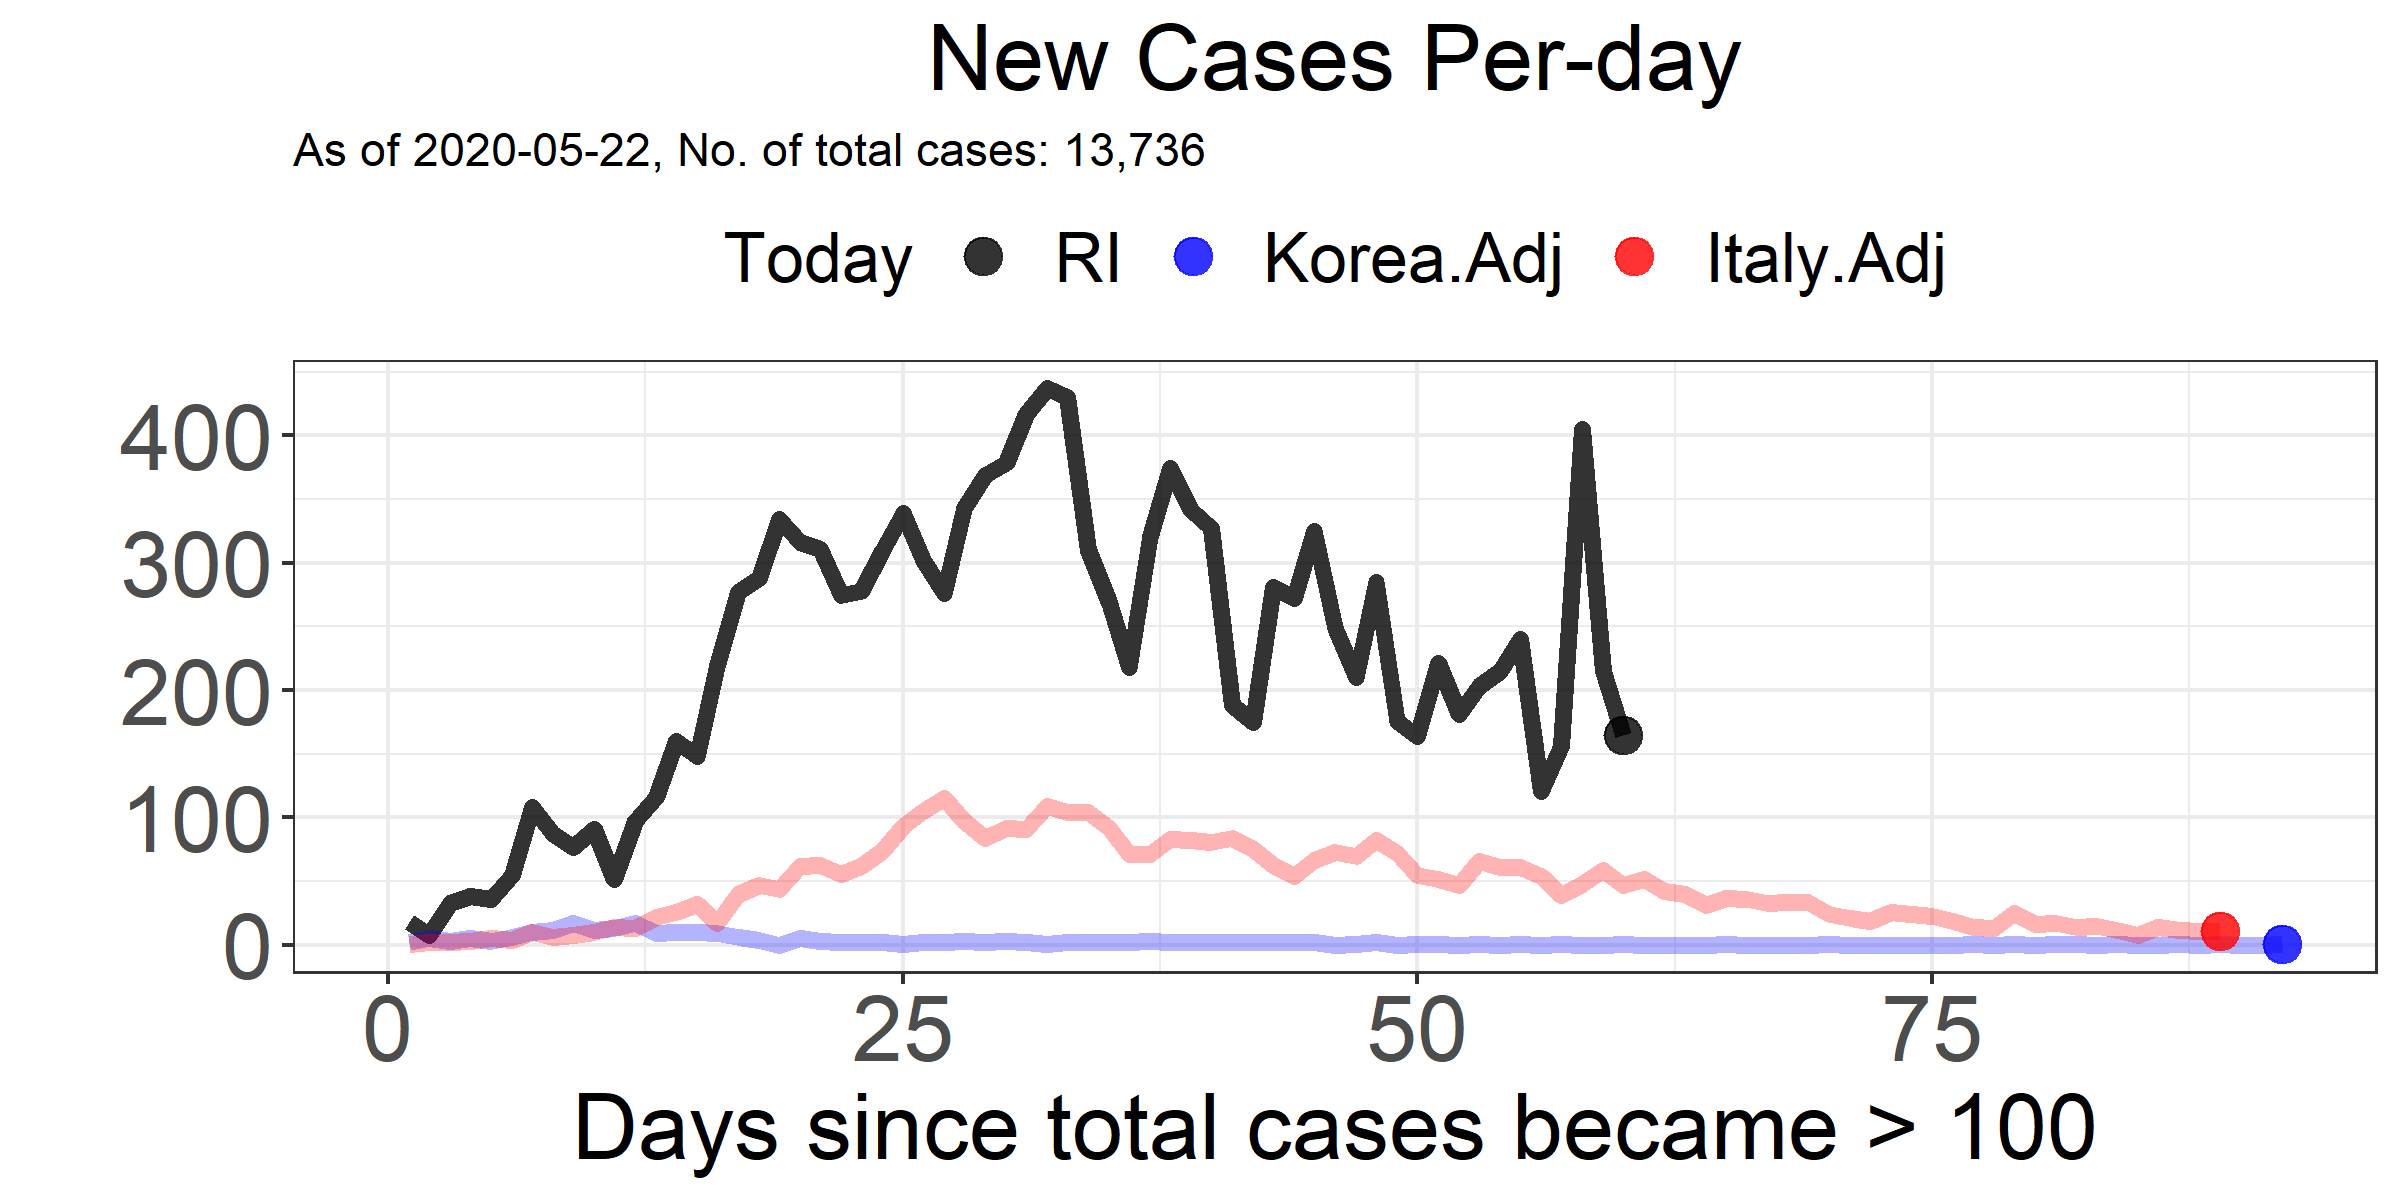 New Cases Per-day
As of 2020-05-22, No. of total cases: 13,736
Today RI Korea.Adj Italy.Adj
400
300
200
100
0
0 25 50 75
Days since total cases became > 100